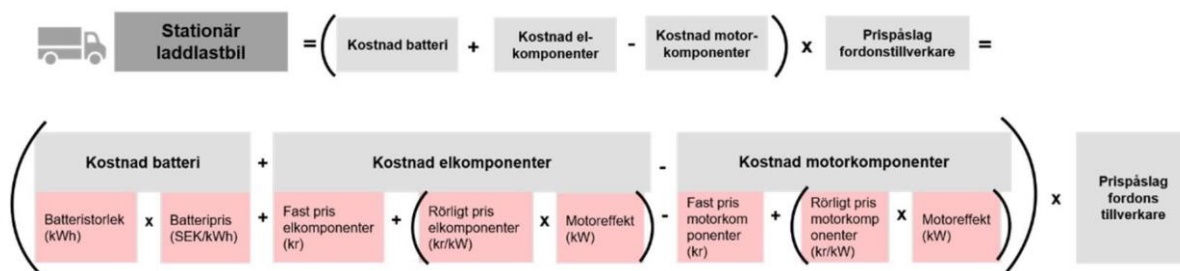 Stationär
laddlastbil
= ( Kostnad batteri + Kostnad el-
komponenter - Kostnad motor-
komponenter ) x Prispåslag
fordonstillverkare =
( Kostnad batteri + Kostnad elkomponenter - Kostnad motorkomponenter ) x Prispåslag
fordons
tillverkare
Batteristorlek
(kWh)
x
Batteripris
(SEK/kWh)
+
Fast pris
elkomponenter
(kr)
+
( Rörligt pris
elkomponenter
(kr/kW)
x
Motoreffekt
(kW) )
-
Fast pris
motorkom
ponenter
(kr)
+
( Rörligt pris
motorkomp
onenter
(kr/kW)
x
Motoreffekt
(kW) )